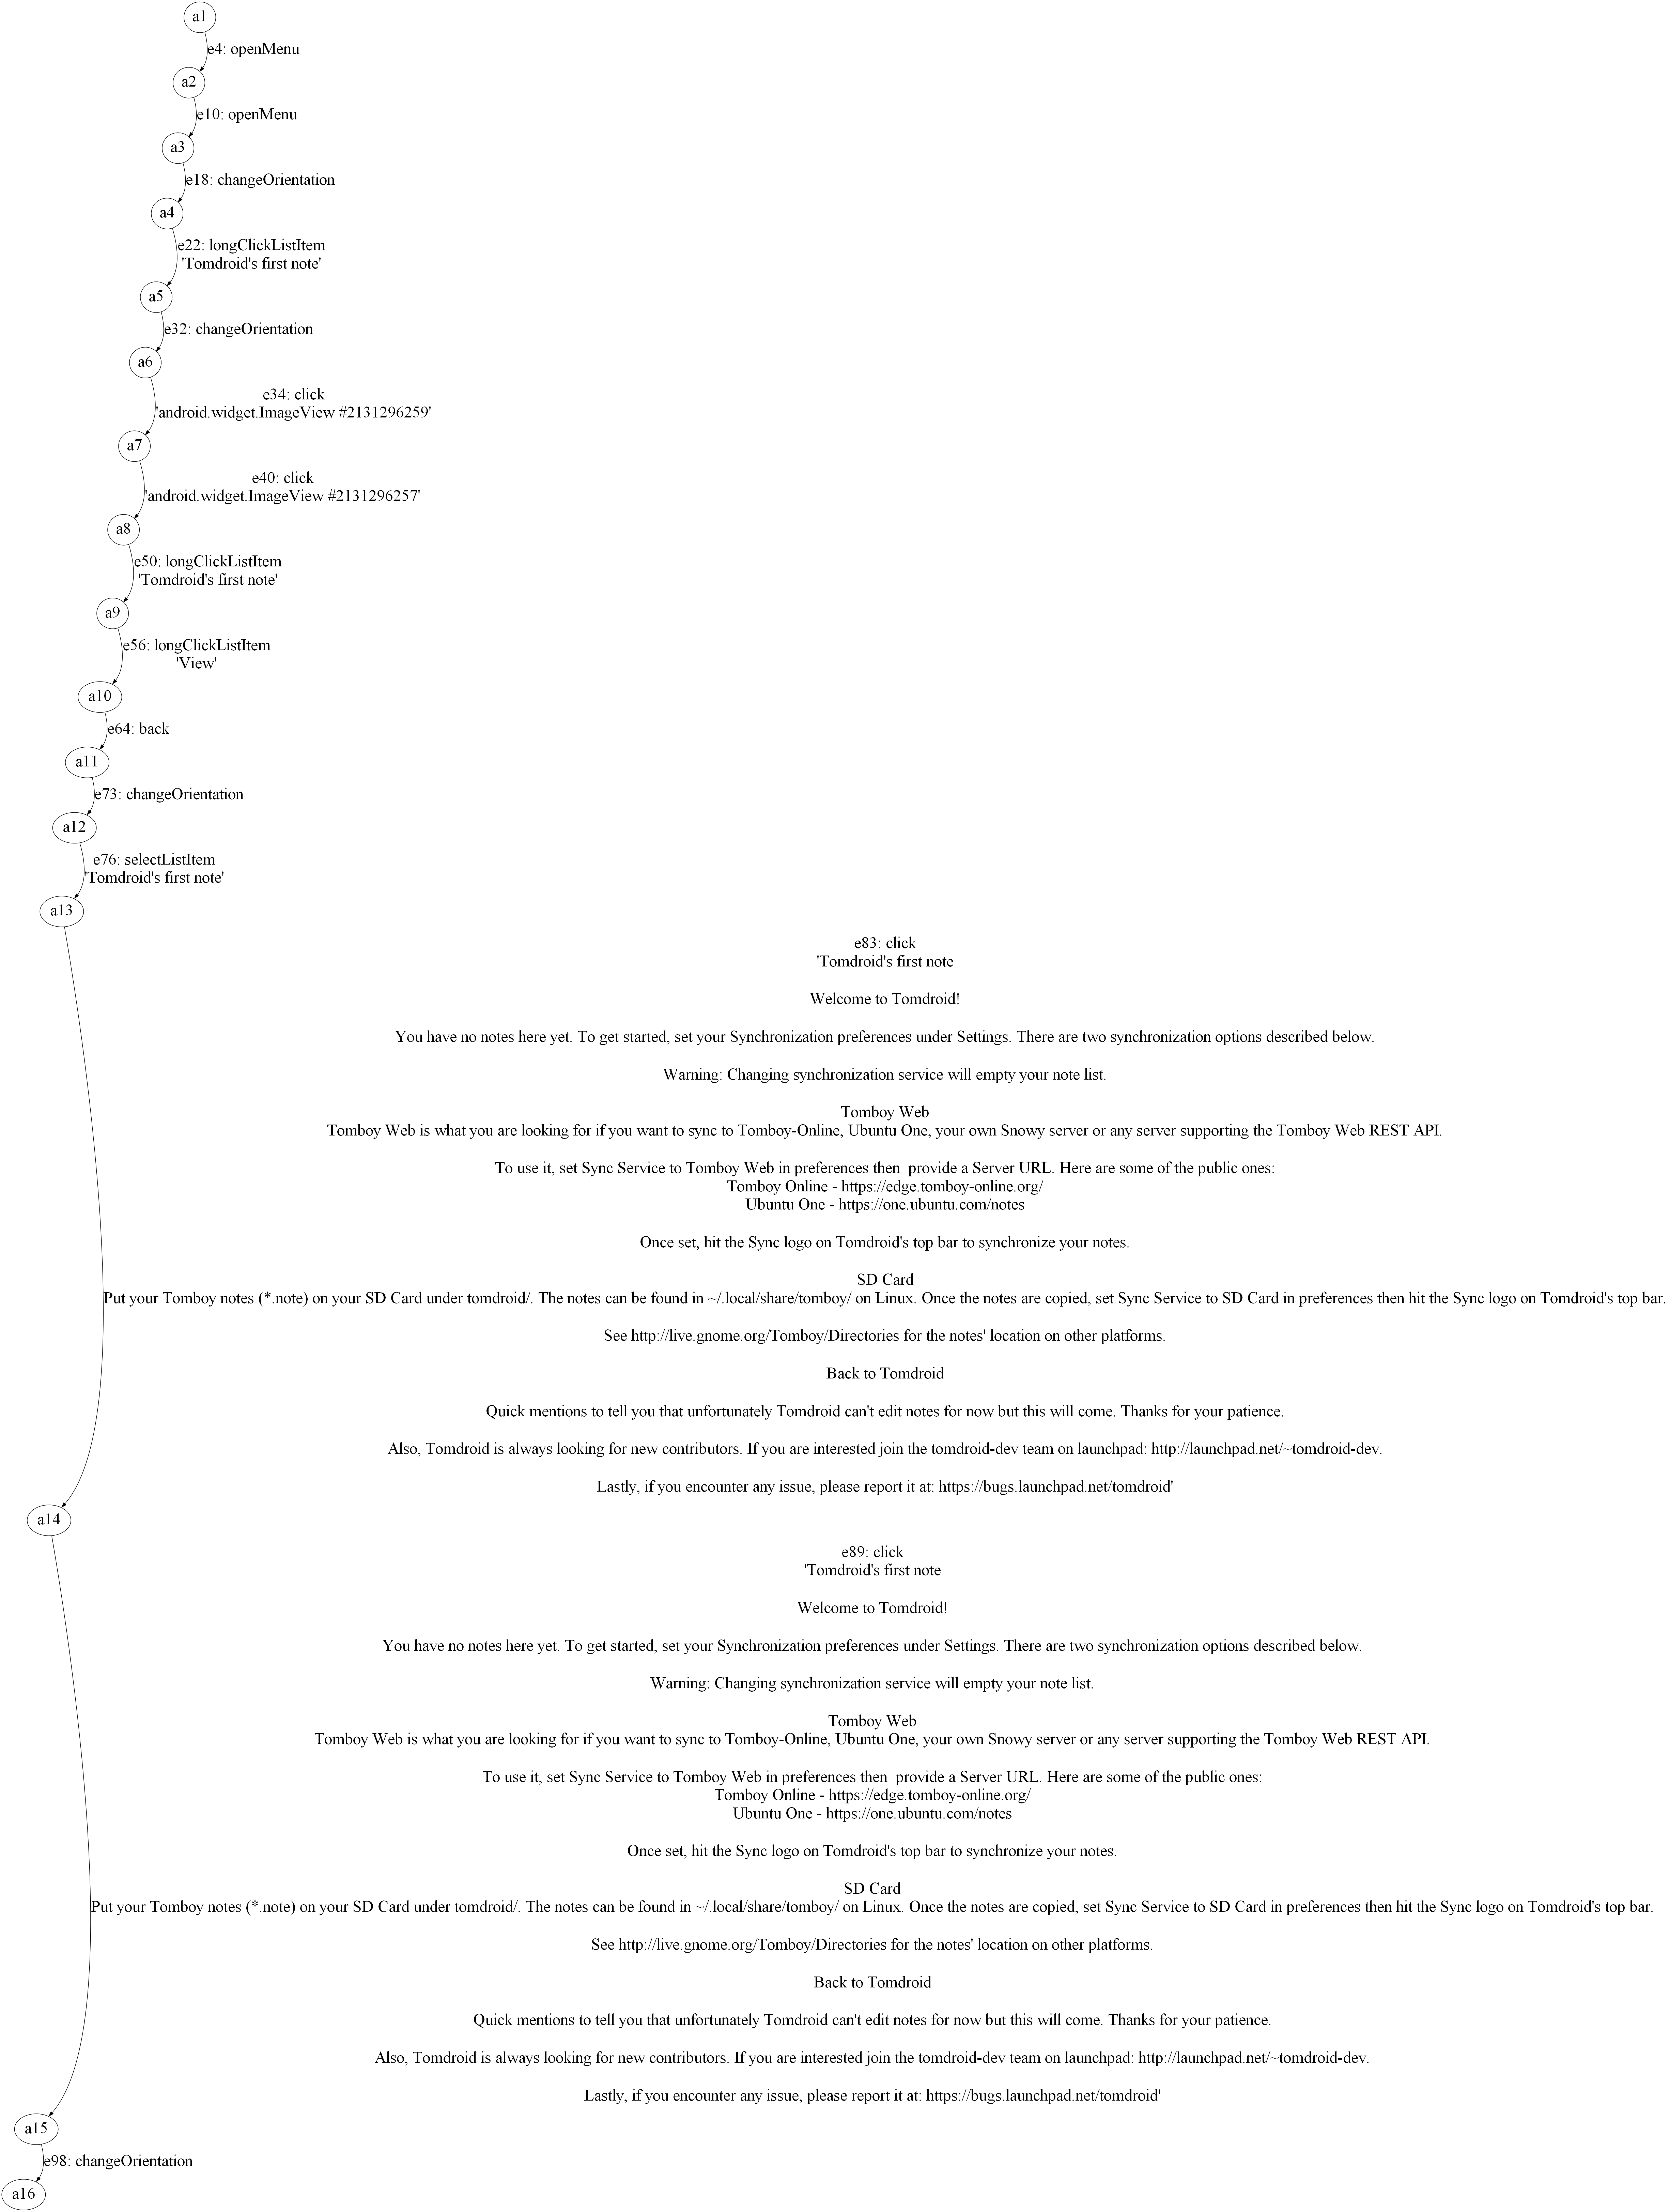 a1
e4: openMenu
a2
e10: openMenu
a3
e18: changeOrientation
a4
e22: longClickListItem
'Tomdroid's first note'
a5
e32: changeOrientation
a6
e34: click
'android.widget.ImageView #2131296259'
a7
e40: click
'android.widget.ImageView #2131296257'
a8
e50: longClickListItem
'Tomdroid's first note'
a9
e56: longClickListItem
'View'
a10
e64: back
a11
e73: changeOrientation
a12
e76: selectListItem
'Tomdroid's first note'
a13
e83: click
'Tomdroid's first note
Welcome to Tomdroid!
You have no notes here yet. To get started, set your Synchronization preferences under Settings. There are two synchronization options described below.
Warning: Changing synchronization service will empty your note list.
Tomboy Web
Tomboy Web is what you are looking for if you want to sync to Tomboy-Online, Ubuntu One, your own Snowy server or any server supporting the Tomboy Web REST API.
To use it, set Sync Service to Tomboy Web in preferences then  provide a Server URL. Here are some of the public ones:
Tomboy Online - https://edge.tomboy-online.org/
Ubuntu One - https://one.ubuntu.com/notes
Once set, hit the Sync logo on Tomdroid's top bar to synchronize your notes.
SD Card
Put your Tomboy notes (*.note) on your SD Card under tomdroid/. The notes can be found in ~/.local/share/tomboy/ on Linux. Once the notes are copied, set Sync Service to SD Card in preferences then hit the Sync logo on Tomdroid's top bar.
See http://live.gnome.org/Tomboy/Directories for the notes' location on other platforms.
Back to Tomdroid
Quick mentions to tell you that unfortunately Tomdroid can't edit notes for now but this will come. Thanks for your patience.
Also, Tomdroid is always looking for new contributors. If you are interested join the tomdroid-dev team on launchpad: http://launchpad.net/~tomdroid-dev.
Lastly, if you encounter any issue, please report it at: https://bugs.launchpad.net/tomdroid'
a14
e89: click
'Tomdroid's first note
Welcome to Tomdroid!
You have no notes here yet. To get started, set your Synchronization preferences under Settings. There are two synchronization options described below.
Warning: Changing synchronization service will empty your note list.
Tomboy Web
Tomboy Web is what you are looking for if you want to sync to Tomboy-Online, Ubuntu One, your own Snowy server or any server supporting the Tomboy Web REST API.
To use it, set Sync Service to Tomboy Web in preferences then  provide a Server URL. Here are some of the public ones:
Tomboy Online - https://edge.tomboy-online.org/
Ubuntu One - https://one.ubuntu.com/notes
Once set, hit the Sync logo on Tomdroid's top bar to synchronize your notes.
SD Card
Put your Tomboy notes (*.note) on your SD Card under tomdroid/. The notes can be found in ~/.local/share/tomboy/ on Linux. Once the notes are copied, set Sync Service to SD Card in preferences then hit the Sync logo on Tomdroid's top bar.
See http://live.gnome.org/Tomboy/Directories for the notes' location on other platforms.
Back to Tomdroid
Quick mentions to tell you that unfortunately Tomdroid can't edit notes for now but this will come. Thanks for your patience.
Also, Tomdroid is always looking for new contributors. If you are interested join the tomdroid-dev team on launchpad: http://launchpad.net/~tomdroid-dev.
Lastly, if you encounter any issue, please report it at: https://bugs.launchpad.net/tomdroid'
a15
e98: changeOrientation
a16